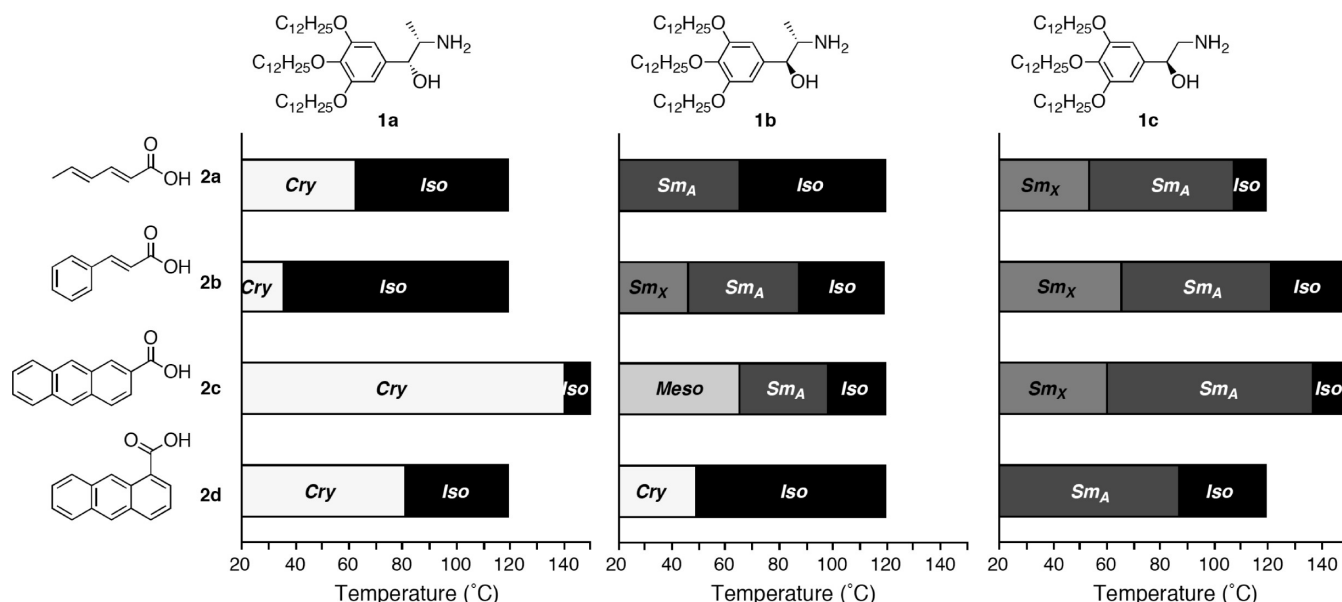 C12H25O
C12H25O
C12H25O
NH2
OH
1a
C12H25O
C12H25O
C12H25O
NH2
OH
1b
C12H25O
C12H25O
C12H25O
NH2
OH
1c
O
OH
2a
Cry
Iso
SmA
Iso
SmX
SmA
Iso
O
OH
2b
Cry
Iso
SmX
SmA
Iso
SmX
SmA
Iso
O
OH
2c
Cry
Iso
Meso
SmA
Iso
SmX
SmA
Iso
O
OH
2d
Cry
Iso
Cry
Iso
SmA
Iso
20 40 60 80 100 120 140
20 40 60 80 100 120 140
20 40 60 80 100 120 140
Temperature (˚C)
Temperature (˚C)
Temperature (˚C)